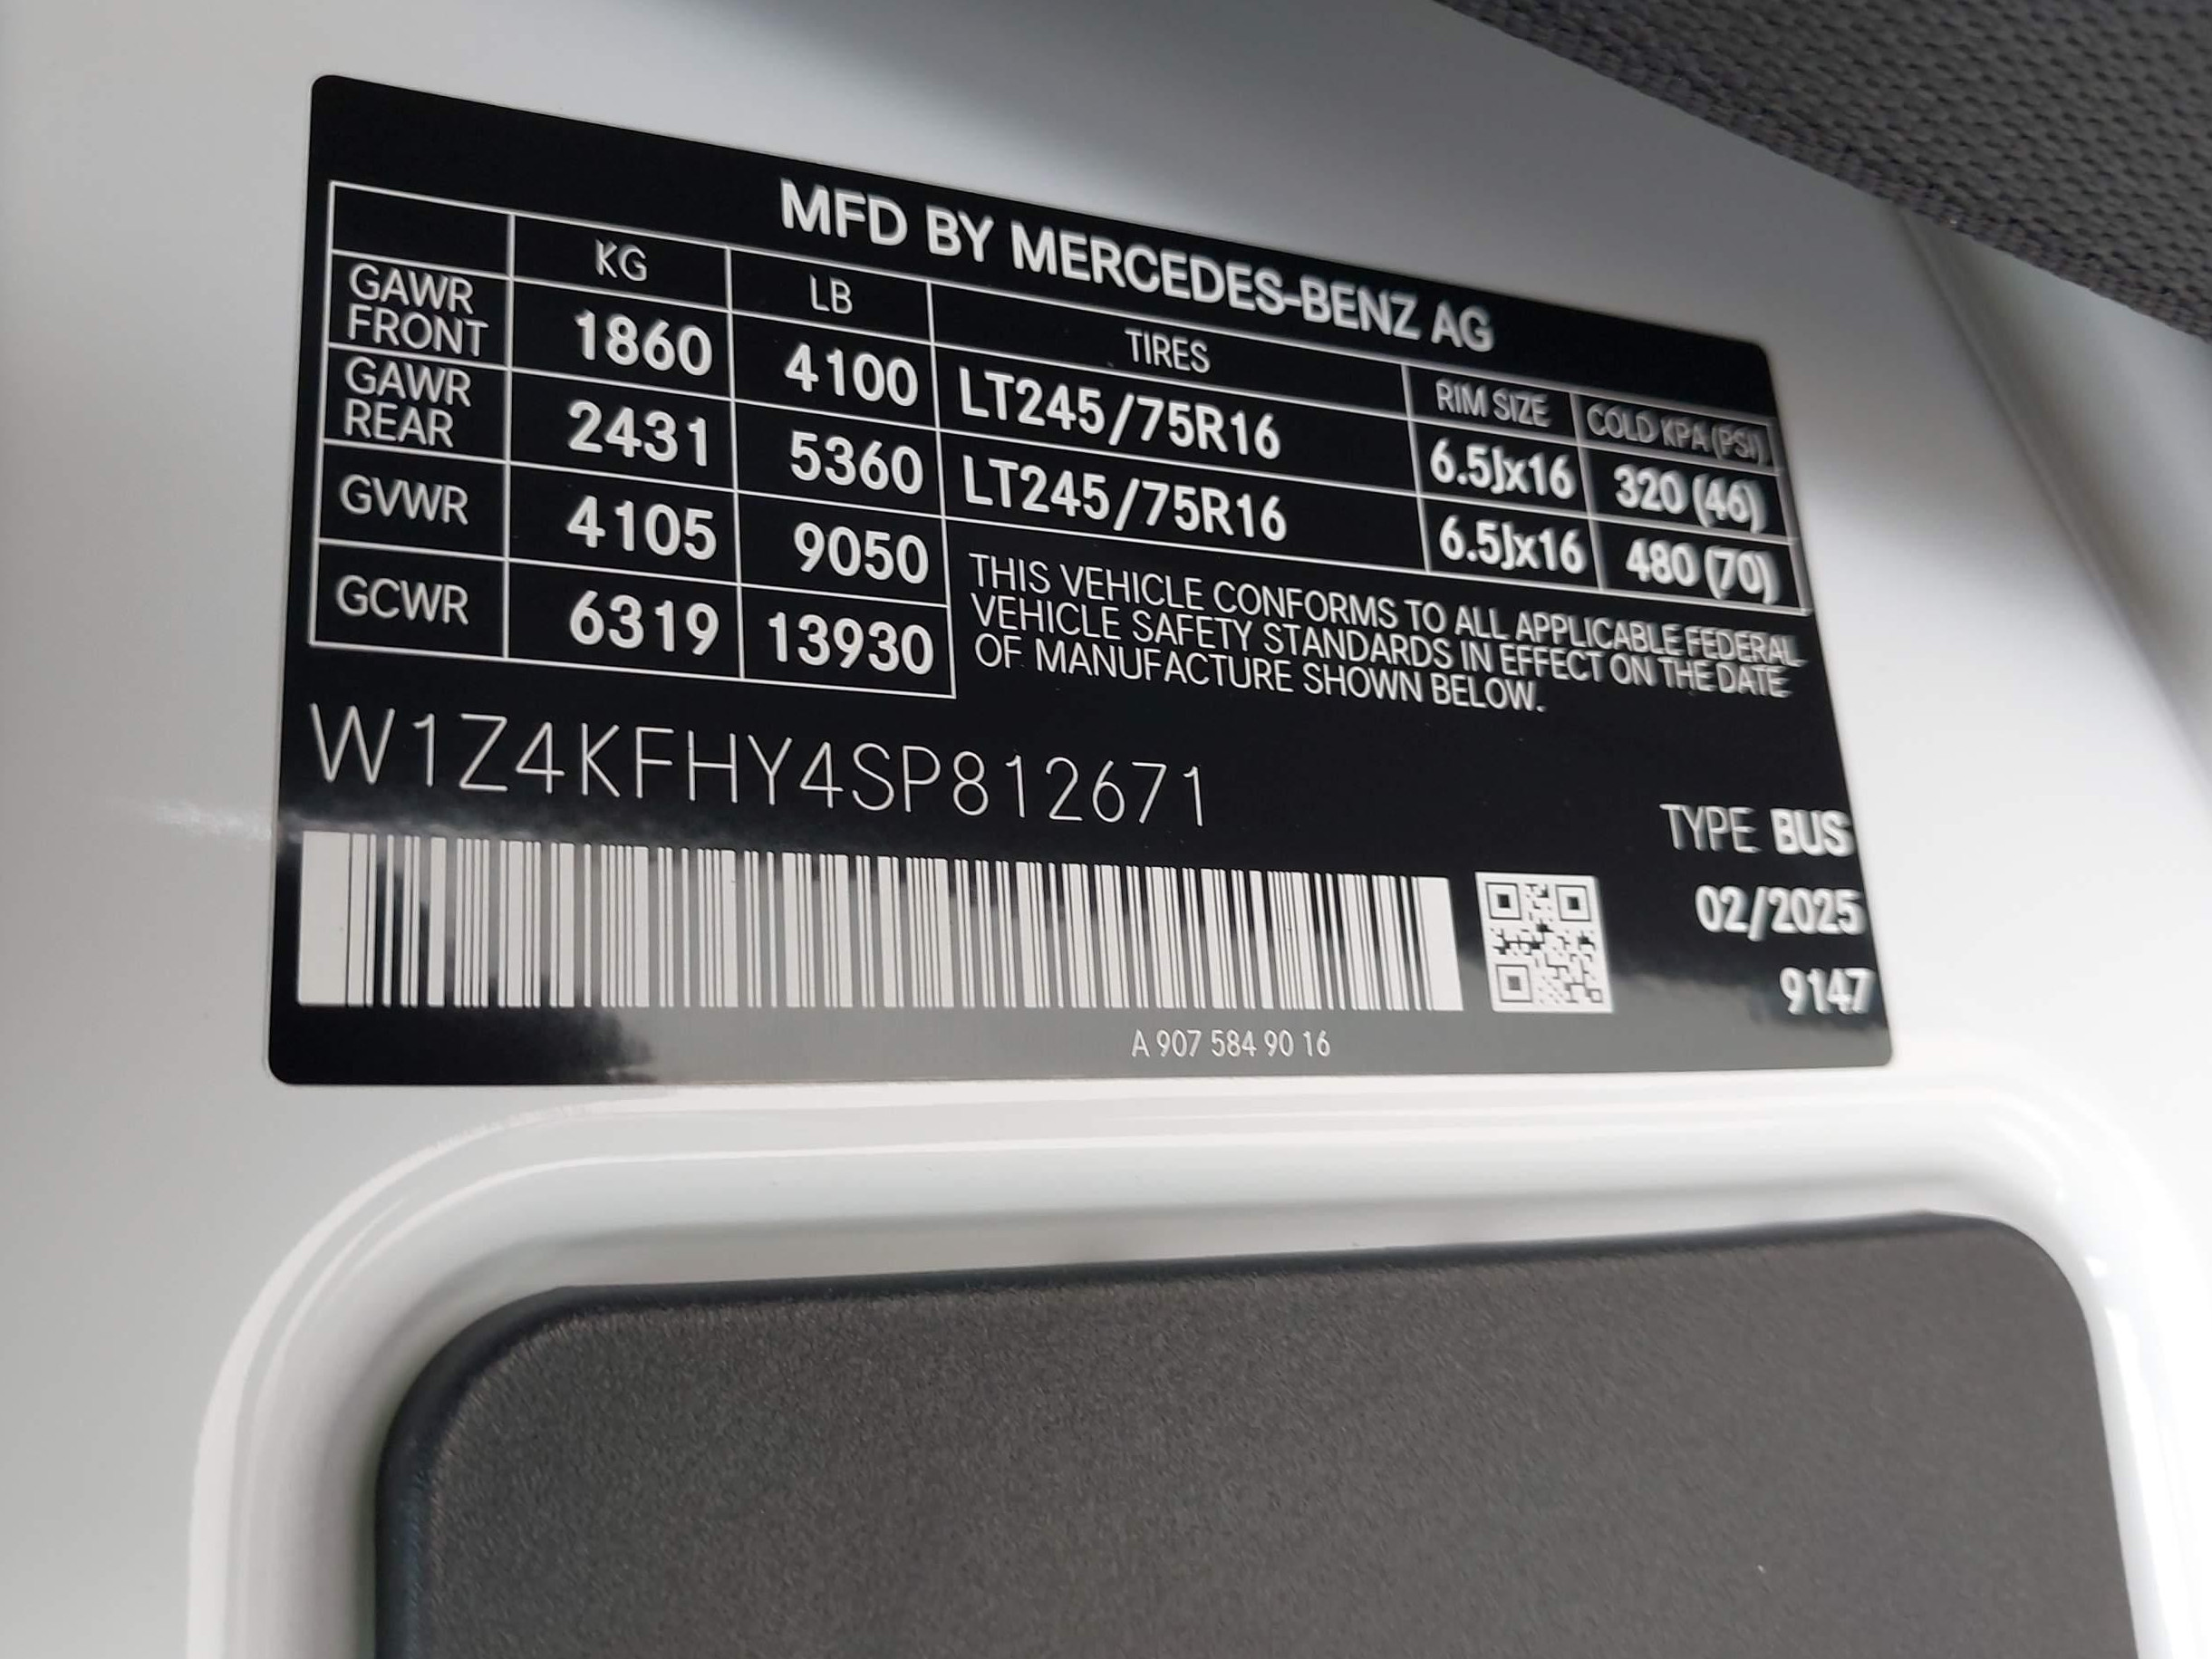 MFD BY MERCEDES-BENZ AG
KG LB TIRES RIM SIZE COLD KPA (PSI)
GAWR FRONT 1860 4100 LT245/75R16 6.5Jx16 320 (46)
GAWR REAR 2431 5360 LT245/75R16 6.5Jx16 480 (70)
GVWR 4105 9050
GCWR 6319 13930
THIS VEHICLE CONFORMS TO ALL APPLICABLE FEDERAL
VEHICLE SAFETY STANDARDS IN EFFECT ON THE DATE
OF MANUFACTURE SHOWN BELOW.
W1Z4KFHY4SP812671
TYPE BUS
02/2025
9147
A 907 584 90 16